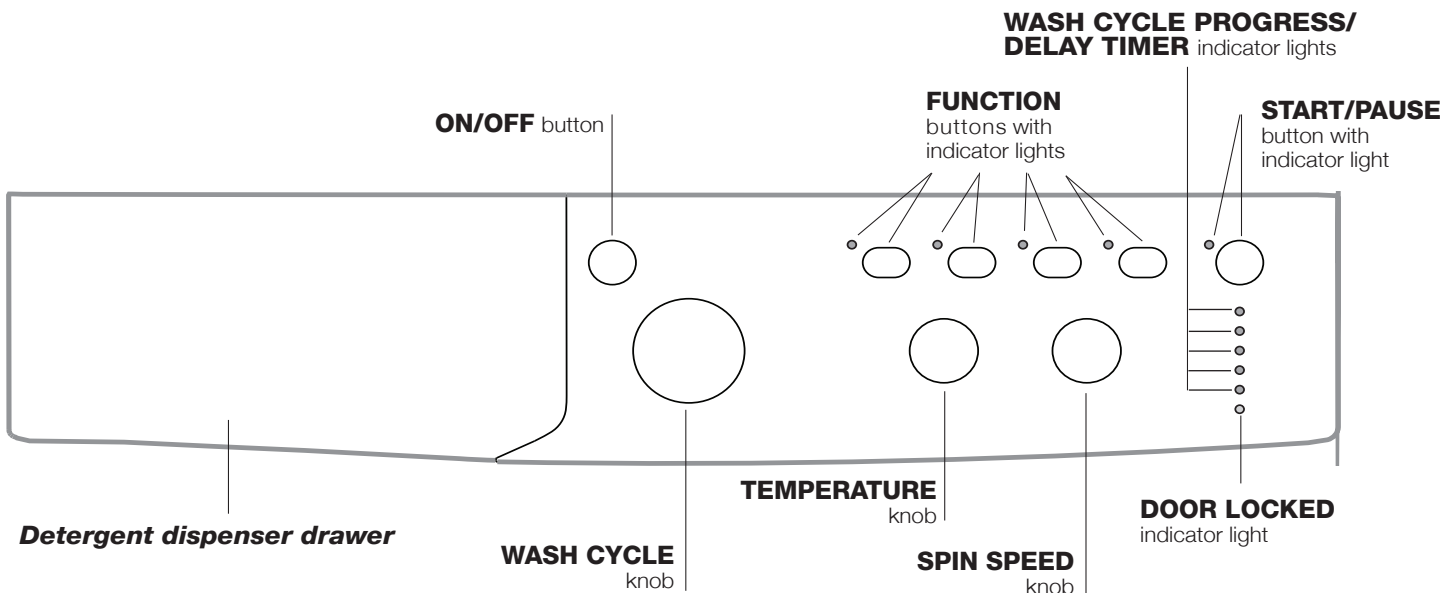 WASH CYCLE PROGRESS/
DELAY TIMER indicator lights
FUNCTION
buttons with
indicator lights
START/PAUSE
button with
indicator light
ON/OFF button
TEMPERATURE
knob
DOOR LOCKED
indicator light
Detergent dispenser drawer
WASH CYCLE
knob
SPIN SPEED
knob